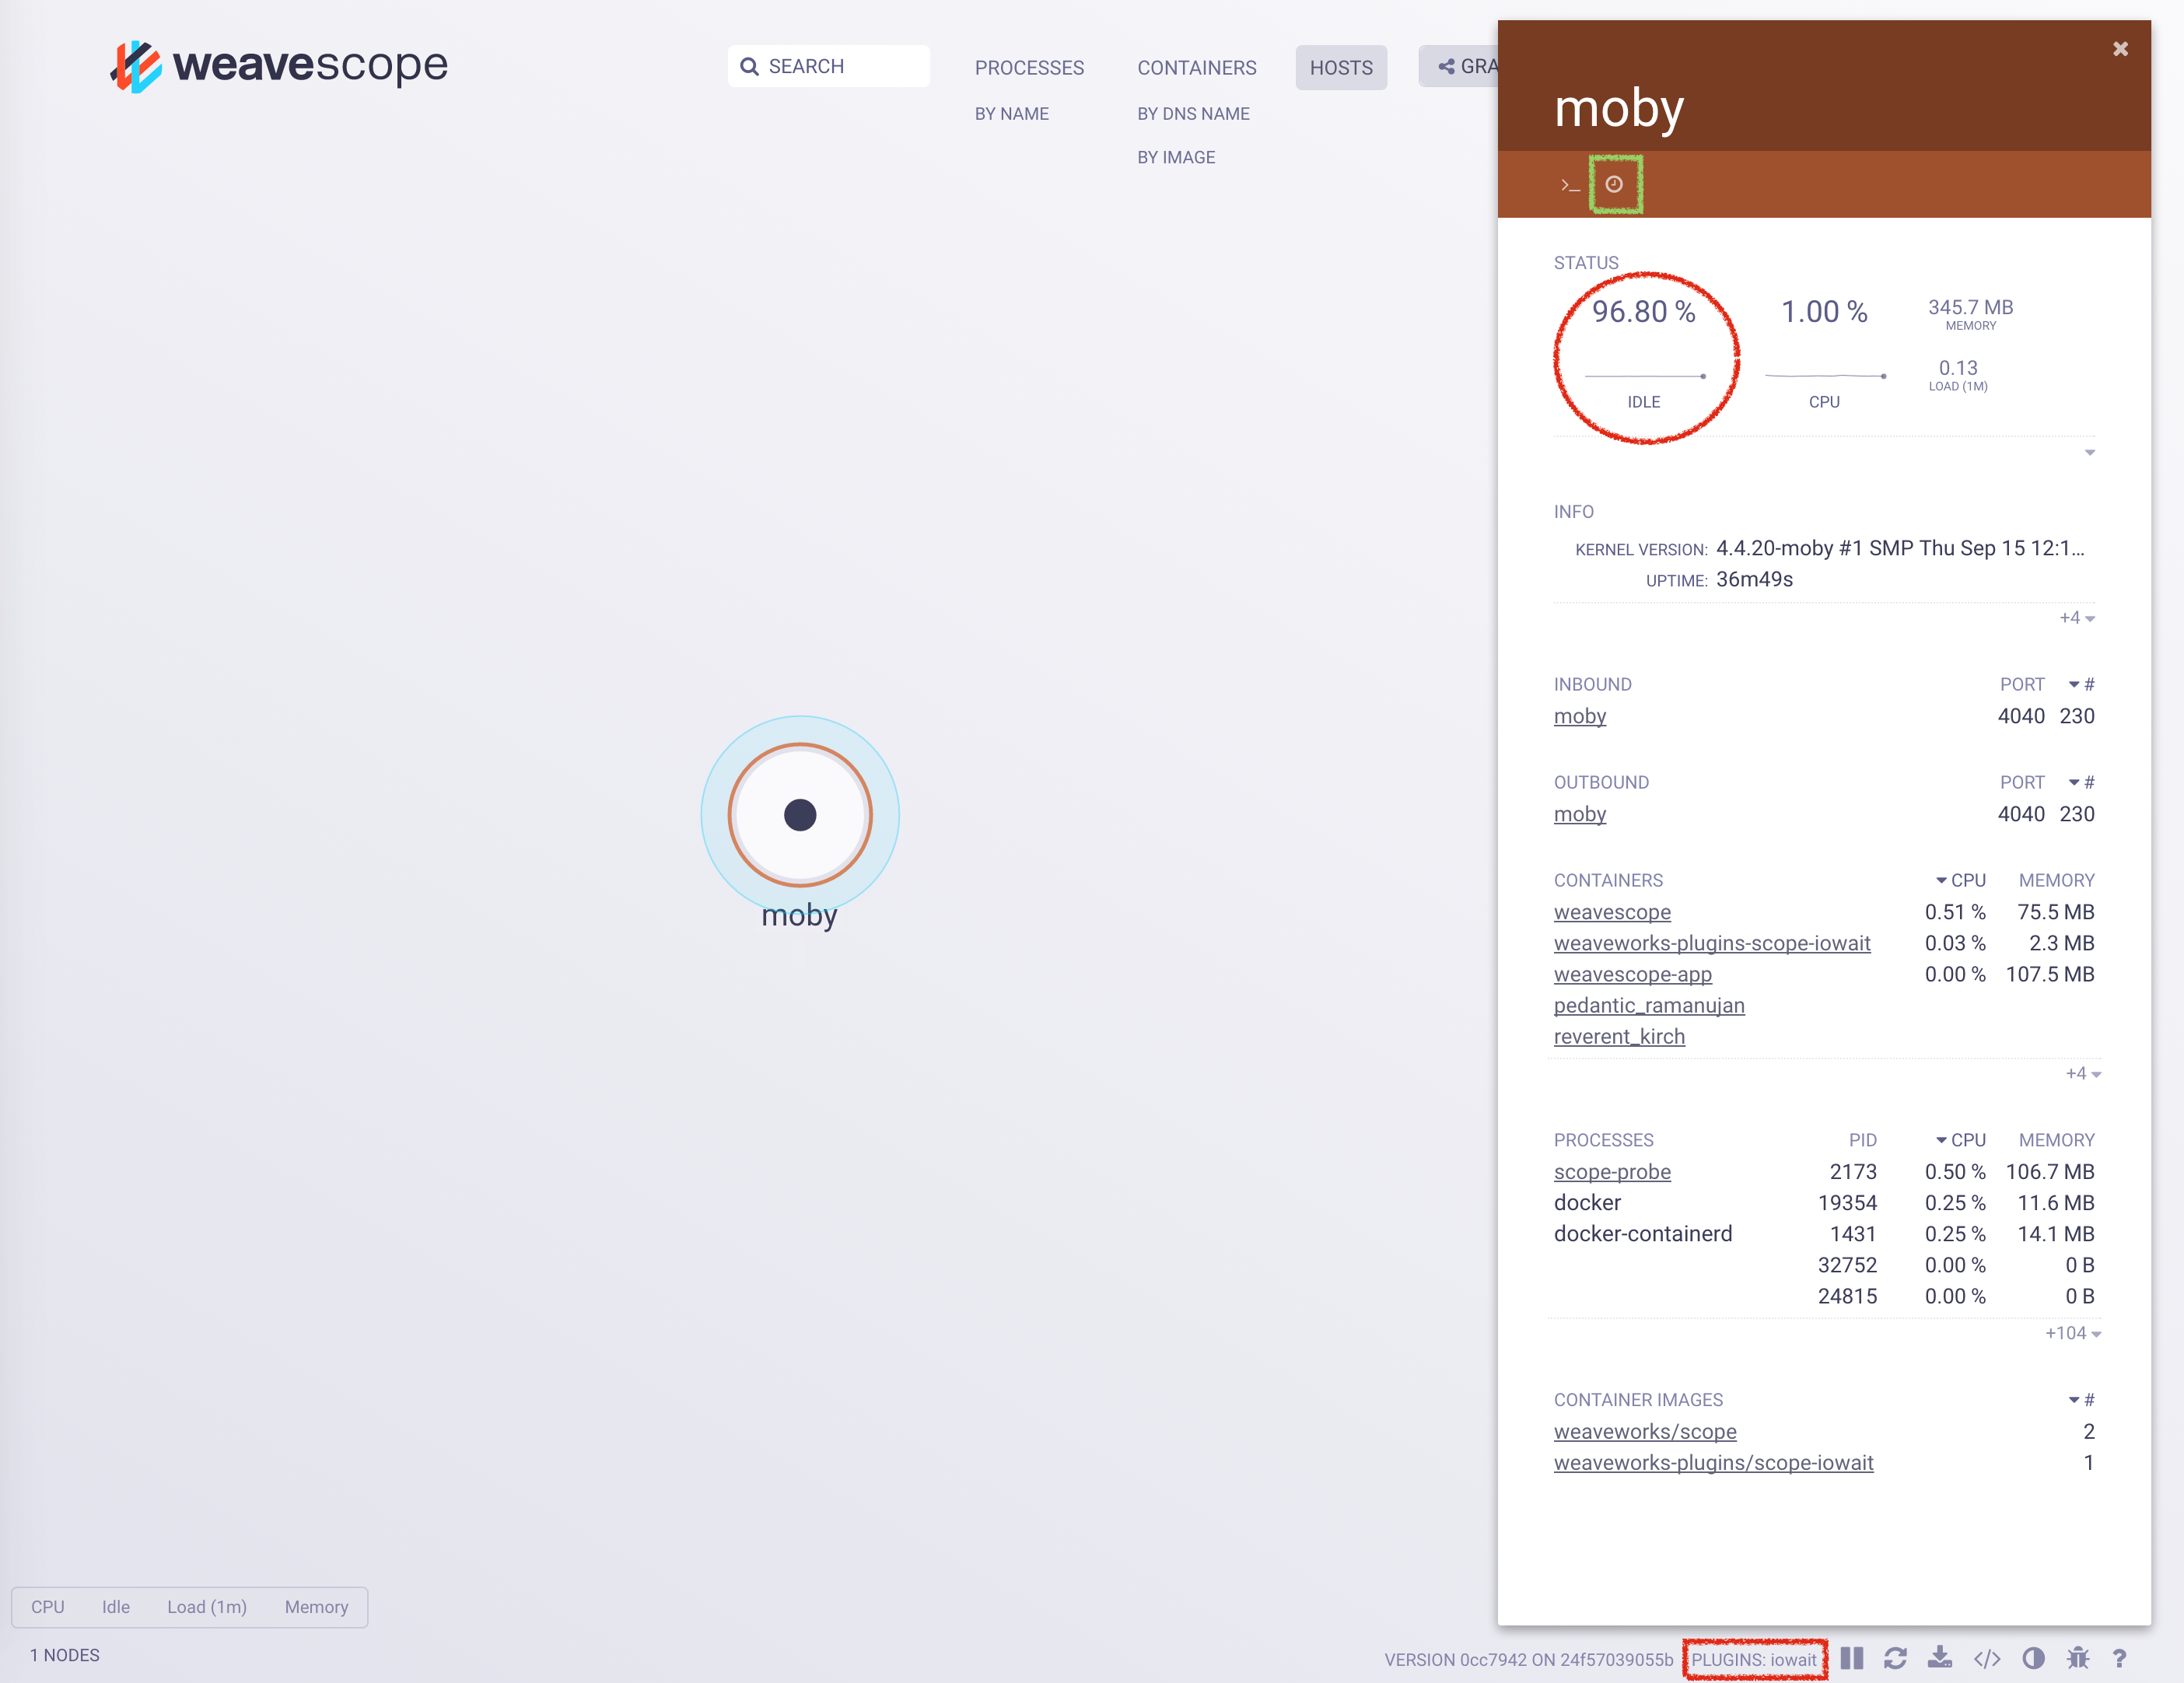 weavescope
SEARCH
PROCESSES
BY NAME
CONTAINERS
BY DNS NAME
BY IMAGE
HOSTS
GRA
moby
moby
STATUS
96.80 %
IDLE
1.00 %
CPU
345.7 MB
MEMORY
0.13
LOAD (1M)
INFO
KERNEL VERSION: 4.4.20-moby #1 SMP Thu Sep 15 12:1...
UPTIME: 36m49s
+4
INBOUND PORT #
moby 4040 230
OUTBOUND PORT #
moby 4040 230
CONTAINERS CPU MEMORY
weavescope 0.51 % 75.5 MB
weaveworks-plugins-scope-iowait 0.03 % 2.3 MB
weavescope-app 0.00 % 107.5 MB
pedantic_ramanujan
reverent_kirch
+4
PROCESSES PID CPU MEMORY
scope-probe 2173 0.50 % 106.7 MB
docker 19354 0.25 % 11.6 MB
docker-containerd 1431 0.25 % 14.1 MB
32752 0.00 % 0 B
24815 0.00 % 0 B
+104
CONTAINER IMAGES #
weaveworks/scope 2
weaveworks-plugins/scope-iowait 1
CPU Idle Load (1m) Memory
1 NODES
VERSION 0cc7942 ON 24f57039055b PLUGINS: iowait